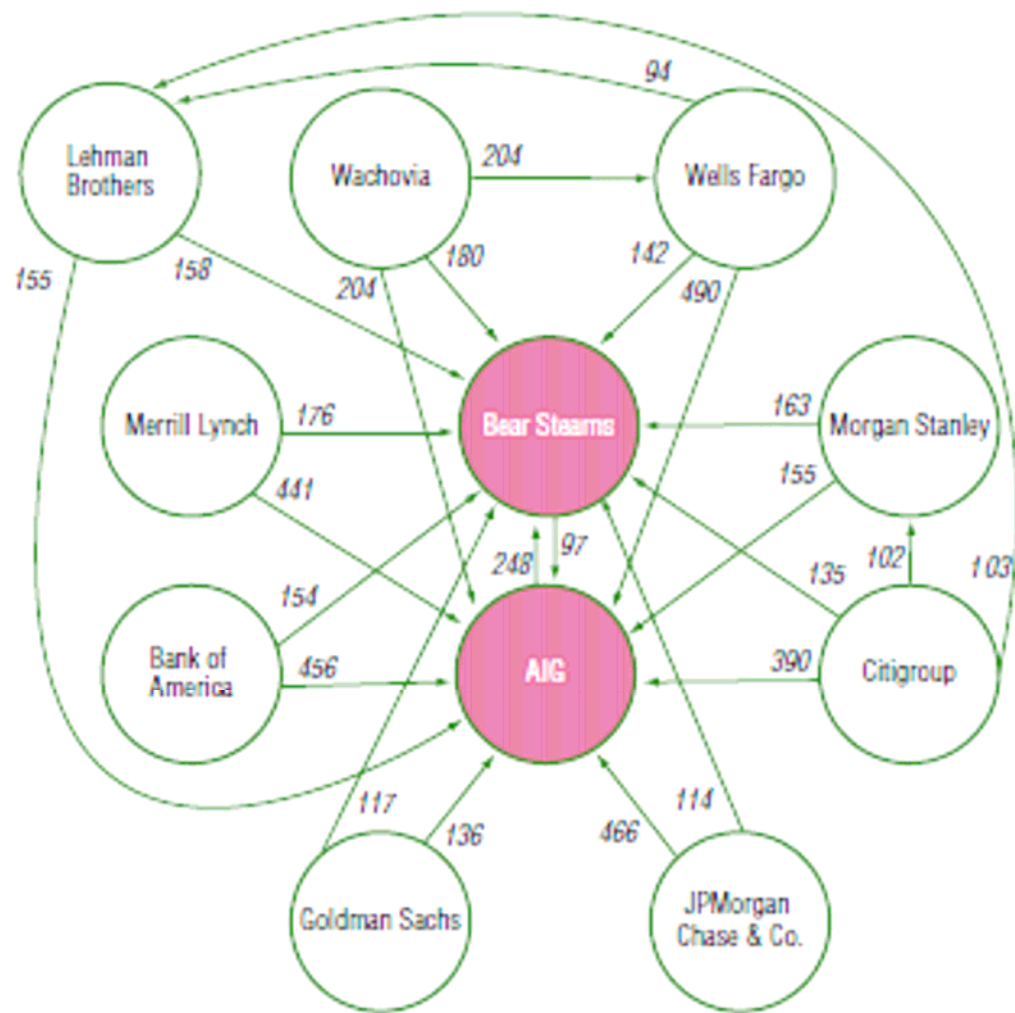 94
Lehman
Brothers
Wachovia
204
Wells Fargo
155
158
204
180
142
490
Merrill Lynch
176
Bear Stearns
163
Morgan Stanley
441
155
248
97
154
135
102
103
Bank of
America
456
AIG
390
Citigroup
117
136
466
114
Goldman Sachs
JPMorgan
Chase & Co.